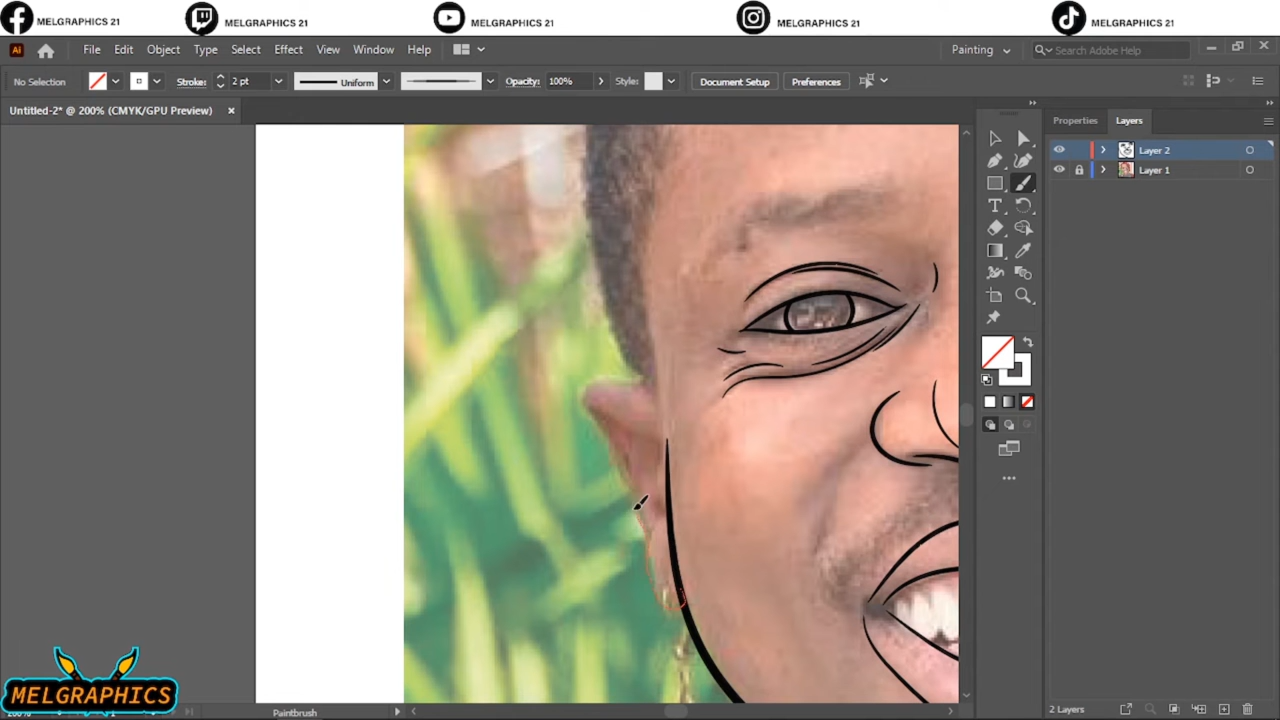 MELGRAPHICS 21
MELGRAPHICS 21
MELGRAPHICS 21
MELGRAPHICS 21
MELGRAPHICS 21
Ai File Edit Object Type Select Effect View Window Help Painting Search Adobe Help
No Selection Stroke: 2 pt Uniform Opacity: 100% Style: Document Setup Preferences
Untitled-2* @ 200% (CMYK/GPU Preview)
Properties Layers
Layer 2
Layer 1
MELGRAPHICS
Paintbrush
2 Layers